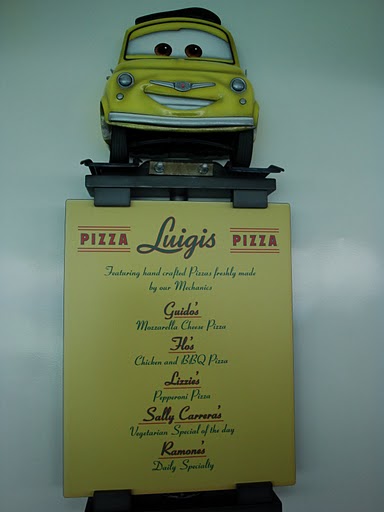 PIZZA Luigis PIZZA
Featuring hand crafted Pizzas freshly made
by our Mechanics
Guido's
Mozzarella Cheese Pizza
Flo's
Chicken and BBQ Pizza
Lizzie's
Pepperoni Pizza
Sally Carrera's
Vegetarian Special of the day
Ramone's
Daily Specialty